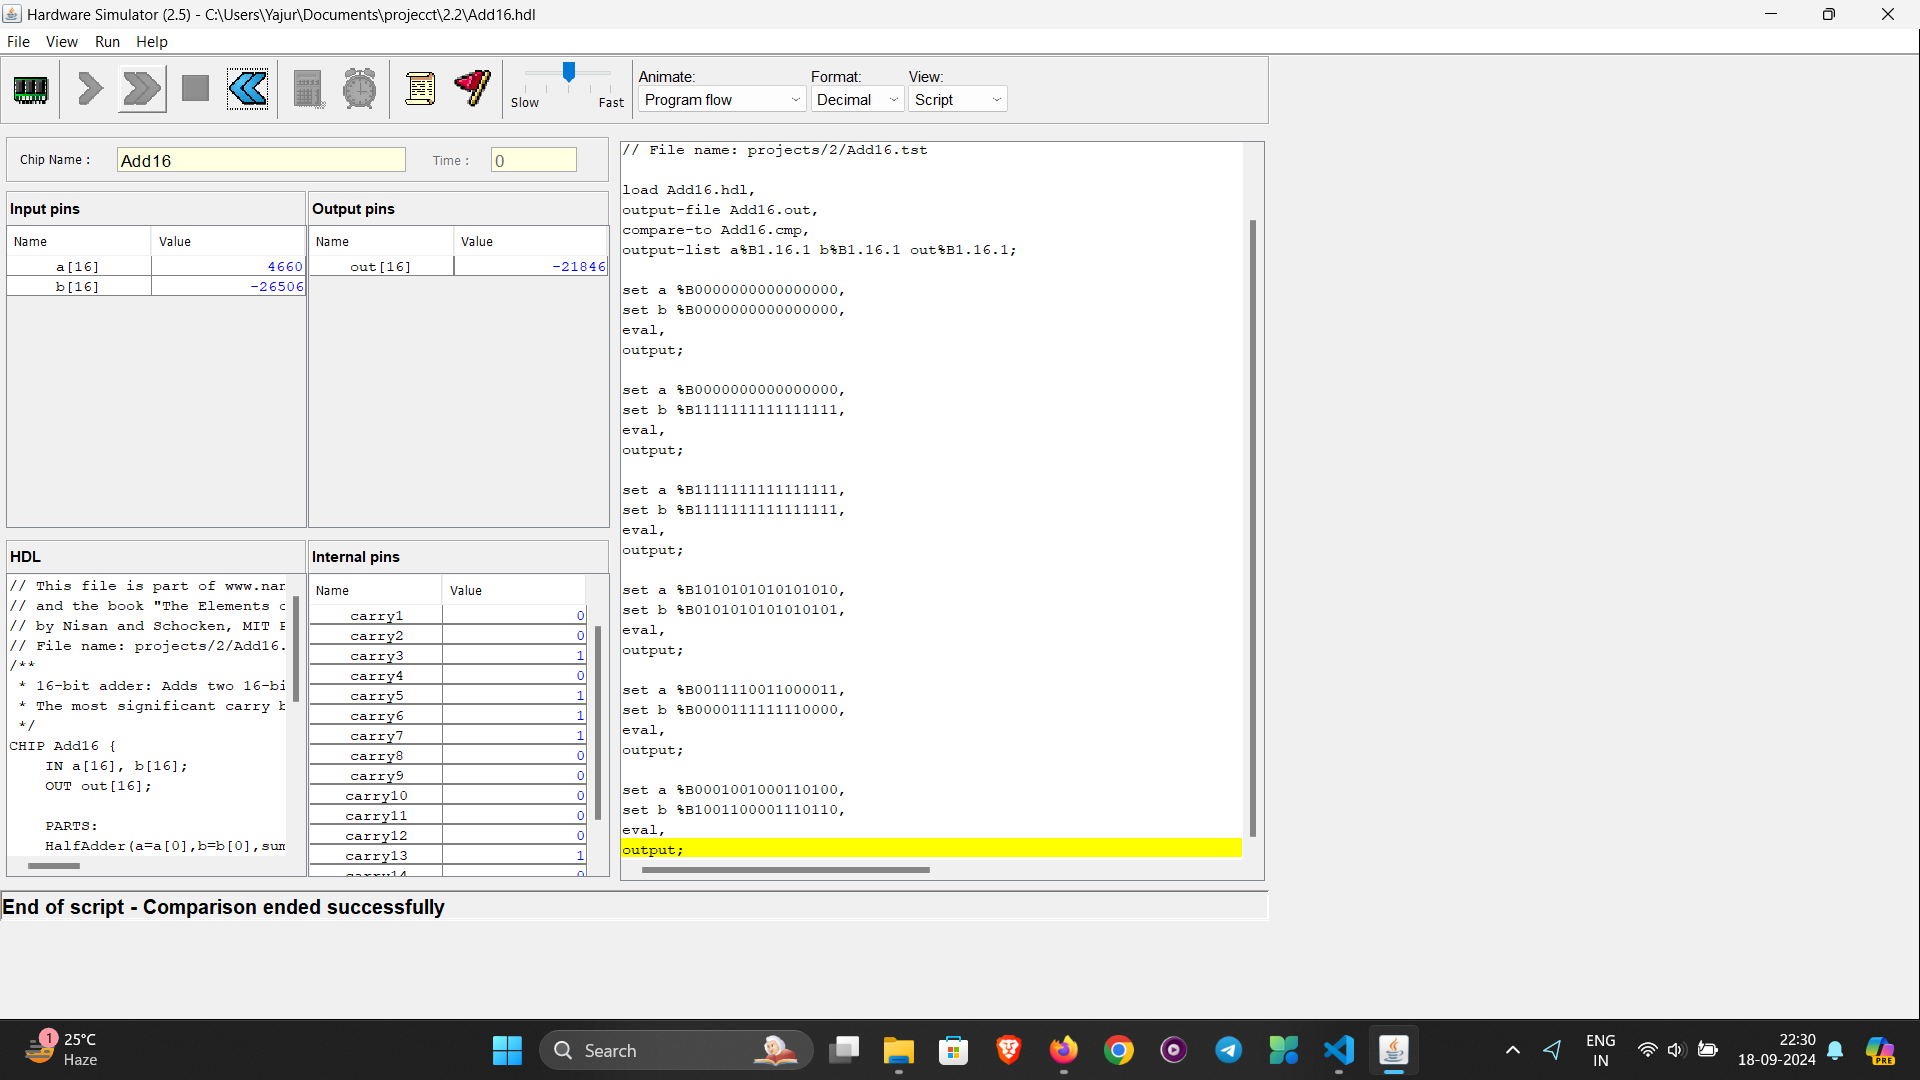 Hardware Simulator (2.5) - C:\Users\Yajur\Documents\projecct\2.2\Add16.hdl
File View Run Help
Slow Fast
Animate: Format: View:
Program flow Decimal Script
Chip Name : Add16 Time : 0
Input pins
Name Value
a[16] 4660
b[16] -26506
Output pins
Name Value
out[16] -21846
HDL
// This file is part of www.nan
// and the book "The Elements o
// by Nisan and Schocken, MIT P
// File name: projects/2/Add16.
/**
* 16-bit adder: Adds two 16-bi
* The most significant carry b
*/
CHIP Add16 {
IN a[16], b[16];
OUT out[16];
PARTS:
HalfAdder(a=a[0],b=b[0],sum
Internal pins
Name Value
carry1 0
carry2 0
carry3 1
carry4 0
carry5 1
carry6 1
carry7 1
carry8 0
carry9 0
carry10 0
carry11 0
carry12 0
carry13 1
carry14 0
// File name: projects/2/Add16.tst
load Add16.hdl,
output-file Add16.out,
compare-to Add16.cmp,
output-list a%B1.16.1 b%B1.16.1 out%B1.16.1;
set a %B0000000000000000,
set b %B0000000000000000,
eval,
output;
set a %B0000000000000000,
set b %B1111111111111111,
eval,
output;
set a %B1111111111111111,
set b %B1111111111111111,
eval,
output;
set a %B1010101010101010,
set b %B0101010101010101,
eval,
output;
set a %B0011110011000011,
set b %B0000111111110000,
eval,
output;
set a %B0001001000110100,
set b %B1001100001110110,
eval,
output;
End of script - Comparison ended successfully
1
25°C
Haze
Search
ENG
IN
22:30
18-09-2024
PRE